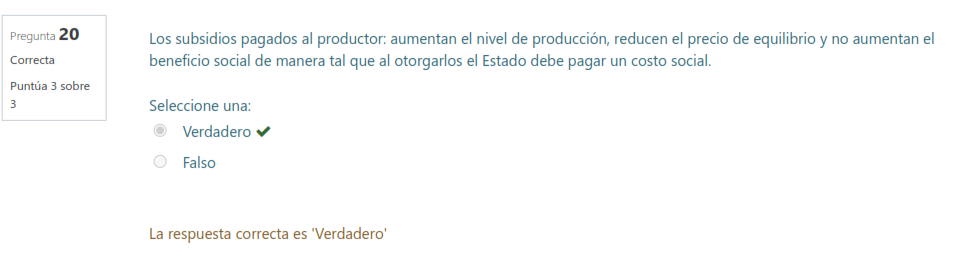 Pregunta 20
Correcta
Puntúa 3 sobre
3
Los subsidios pagados al productor: aumentan el nivel de producción, reducen el precio de equilibrio y no aumentan el
beneficio social de manera tal que al otorgarlos el Estado debe pagar un costo social.
Seleccione una:
Verdadero
Falso
La respuesta correcta es 'Verdadero'